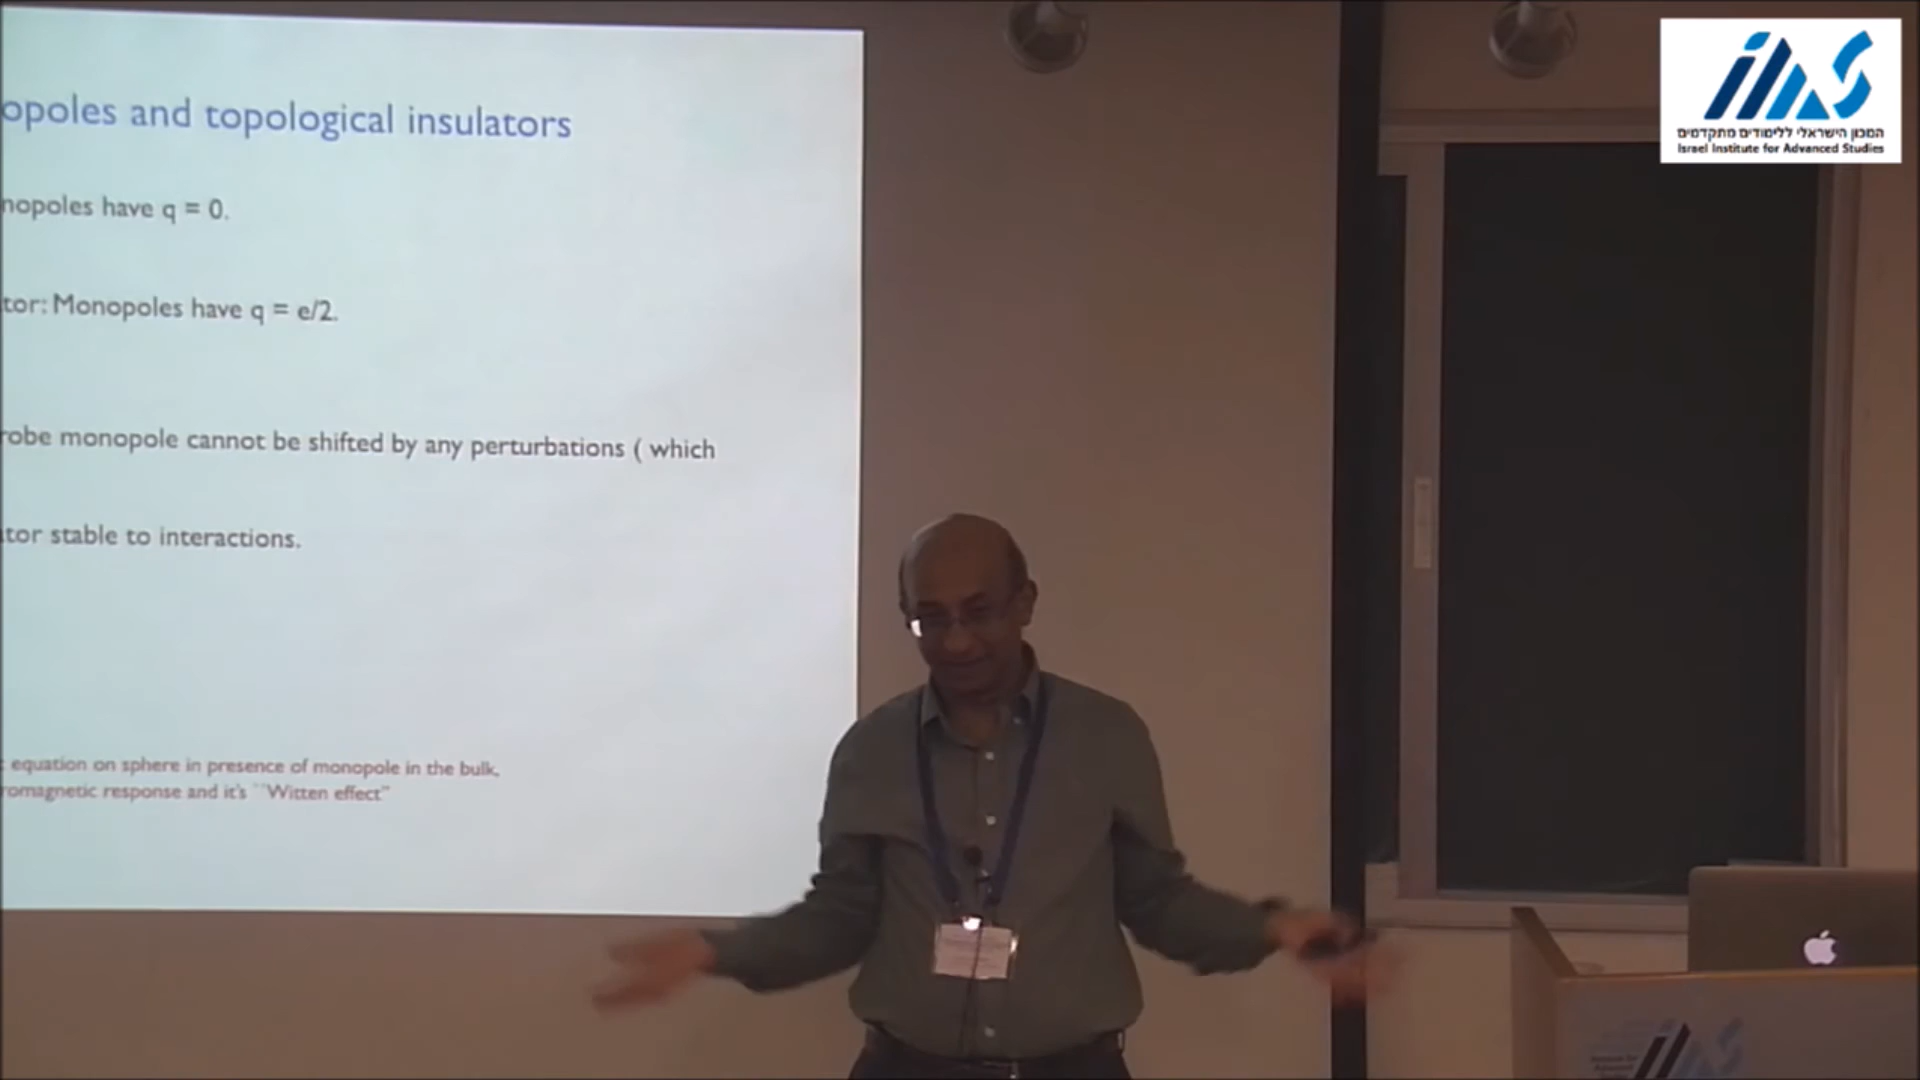 opoles and topological insulators
nopoles have q = 0.
tor: Monopoles have q = e/2.
robe monopole cannot be shifted by any perturbations ( which
tor stable to interactions.
equation on sphere in presence of monopole in the bulk,
romagnetic response and it's ``Witten effect"
המכון הישראלי ללימודים מתקדמים
Israel Institute for Advanced Studies